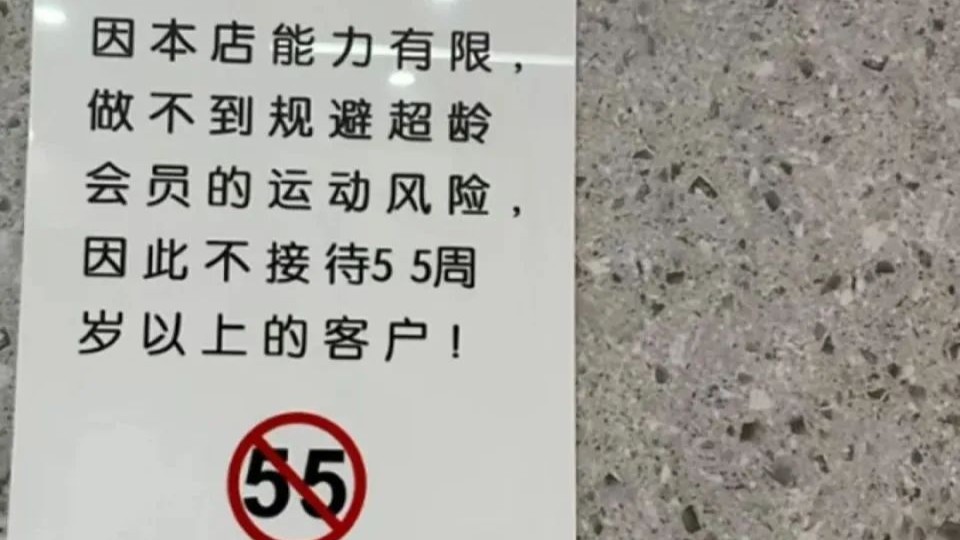 因本店能力有限，
做不到规避超龄
会员的运动风险，
因此不接待55周
岁以上的客户！
55